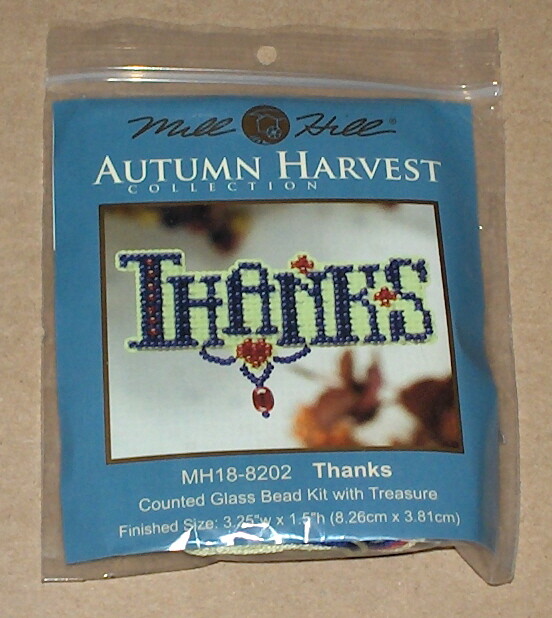 Mill Hill®
AUTUMN HARVEST
COLLECTION
THANKS
MH18-8202 Thanks
Counted Glass Bead Kit with Treasure
Finished Size: 3.25"w x 1.5"h (8.26cm x 3.81cm)